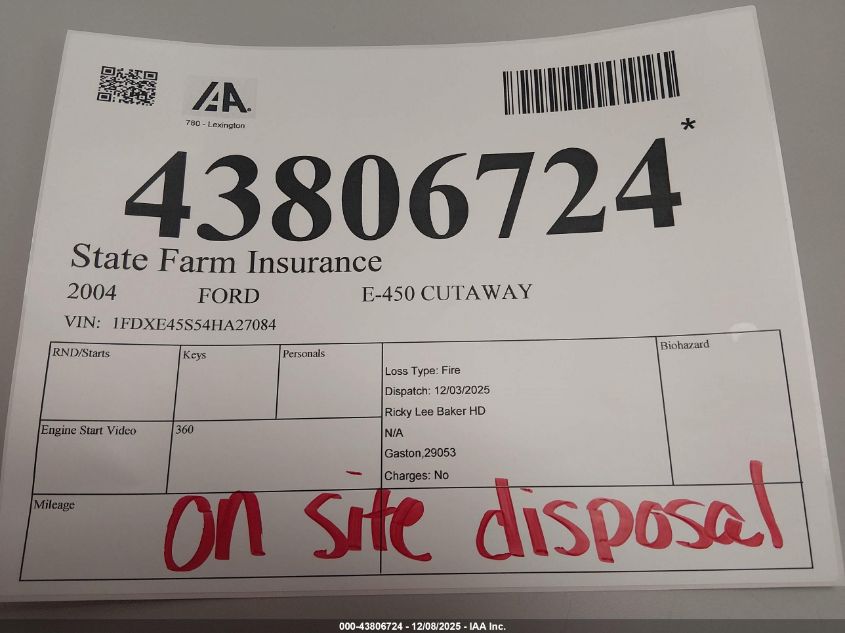 IAA.
780 - Lexington
43806724*
State Farm Insurance
2004 FORD E-450 CUTAWAY
VIN: 1FDXE45S54HA27084
RND/Starts Keys Personals Biohazard
Loss Type: Fire
Dispatch: 12/03/2025
Ricky Lee Baker HD
Engine Start Video 360 N/A
Gaston,29053
Charges: No
Mileage
on site disposal
000-43806724 - 12/08/2025 - IAA Inc.